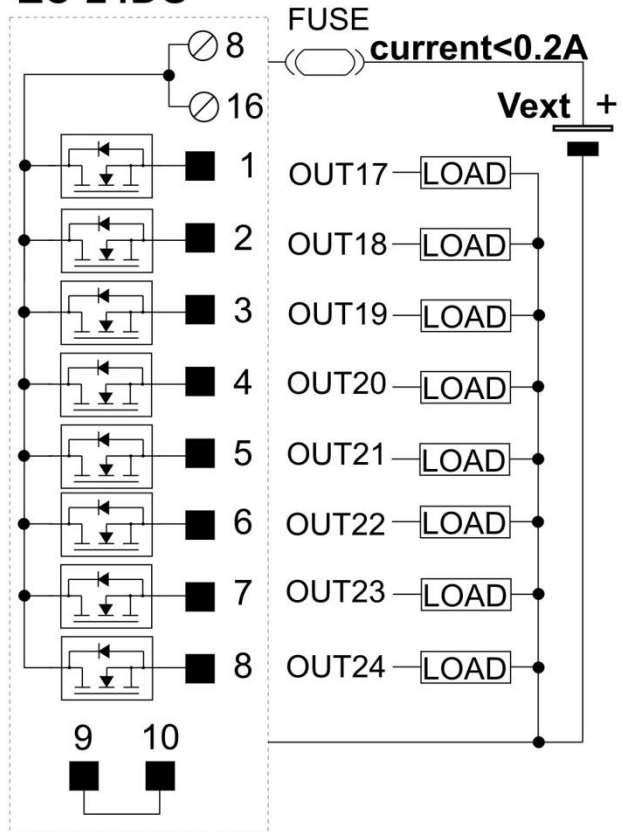 FUSE
8
current<0.2A
16
Vext +
1 OUT17 LOAD
2 OUT18 LOAD
3 OUT19 LOAD
4 OUT20 LOAD
5 OUT21 LOAD
6 OUT22 LOAD
7 OUT23 LOAD
8 OUT24 LOAD
9 10